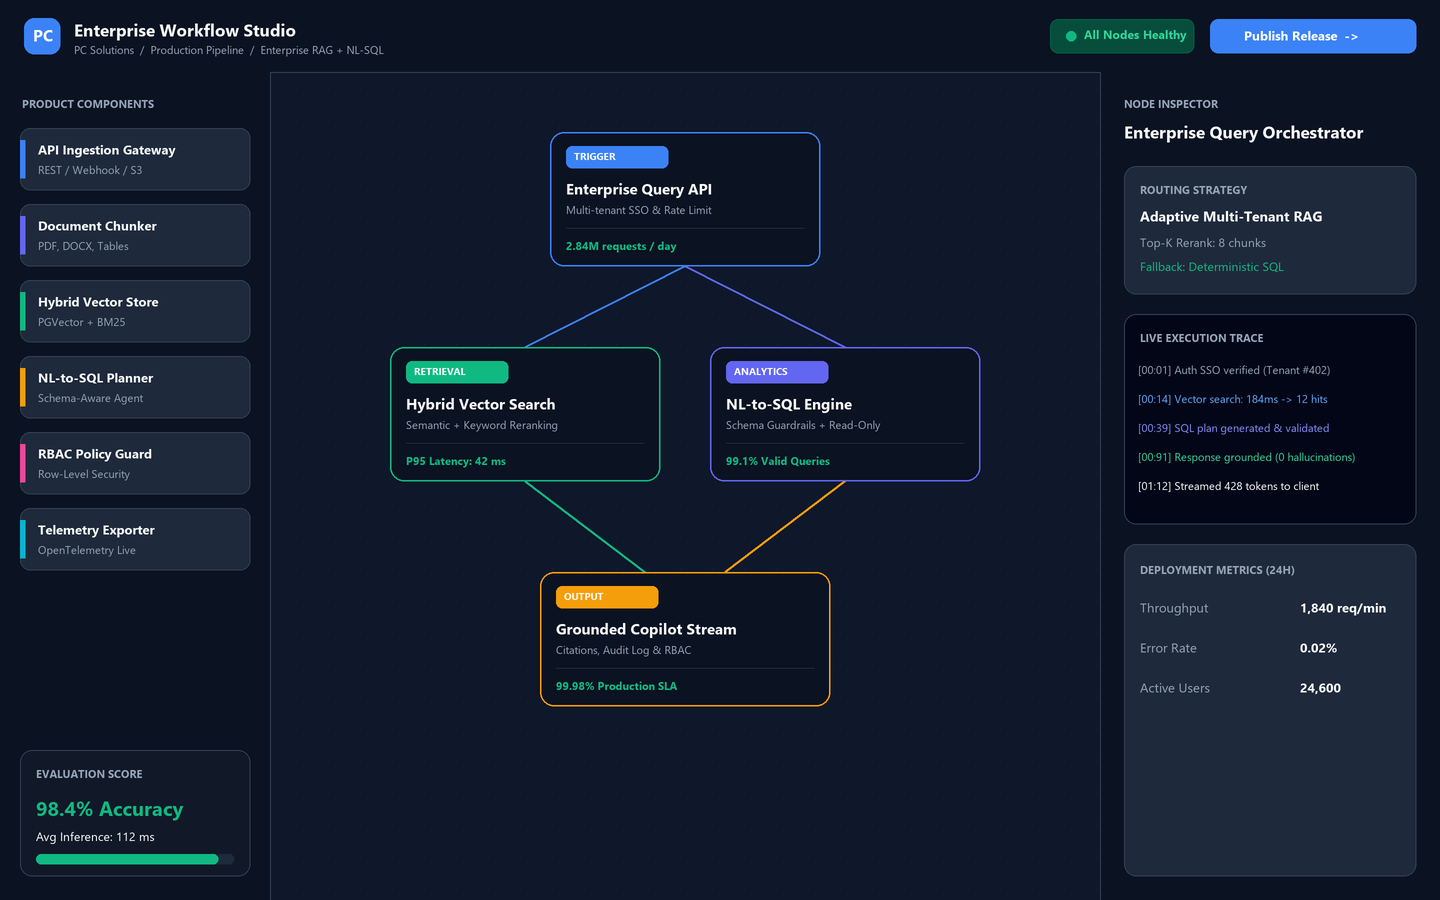 PC
Enterprise Workflow Studio
PC Solutions / Production Pipeline / Enterprise RAG + NL-SQL
All Nodes Healthy
Publish Release ->
PRODUCT COMPONENTS
API Ingestion Gateway
REST / Webhook / S3
Document Chunker
PDF, DOCX, Tables
Hybrid Vector Store
PGVector + BM25
NL-to-SQL Planner
Schema-Aware Agent
RBAC Policy Guard
Row-Level Security
Telemetry Exporter
OpenTelemetry Live
EVALUATION SCORE
98.4% Accuracy
Avg Inference: 112 ms
TRIGGER
Enterprise Query API
Multi-tenant SSO & Rate Limit
2.84M requests / day
RETRIEVAL
Hybrid Vector Search
Semantic + Keyword Reranking
P95 Latency: 42 ms
ANALYTICS
NL-to-SQL Engine
Schema Guardrails + Read-Only
99.1% Valid Queries
OUTPUT
Grounded Copilot Stream
Citations, Audit Log & RBAC
99.98% Production SLA
NODE INSPECTOR
Enterprise Query Orchestrator
ROUTING STRATEGY
Adaptive Multi-Tenant RAG
Top-K Rerank: 8 chunks
Fallback: Deterministic SQL
LIVE EXECUTION TRACE
[00:01] Auth SSO verified (Tenant #402)
[00:14] Vector search: 184ms -> 12 hits
[00:39] SQL plan generated & validated
[00:91] Response grounded (0 hallucinations)
[01:12] Streamed 428 tokens to client
DEPLOYMENT METRICS (24H)
Throughput 1,840 req/min
Error Rate 0.02%
Active Users 24,600